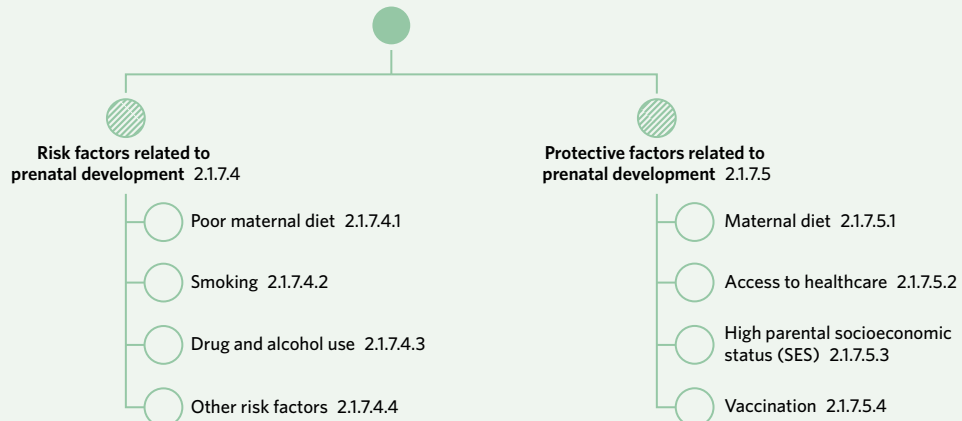 Risk factors related to
prenatal development 2.1.7.4
Poor maternal diet 2.1.7.4.1
Smoking 2.1.7.4.2
Drug and alcohol use 2.1.7.4.3
Other risk factors 2.1.7.4.4
Protective factors related to
prenatal development 2.1.7.5
Maternal diet 2.1.7.5.1
Access to healthcare 2.1.7.5.2
High parental socioeconomic
status (SES) 2.1.7.5.3
Vaccination 2.1.7.5.4